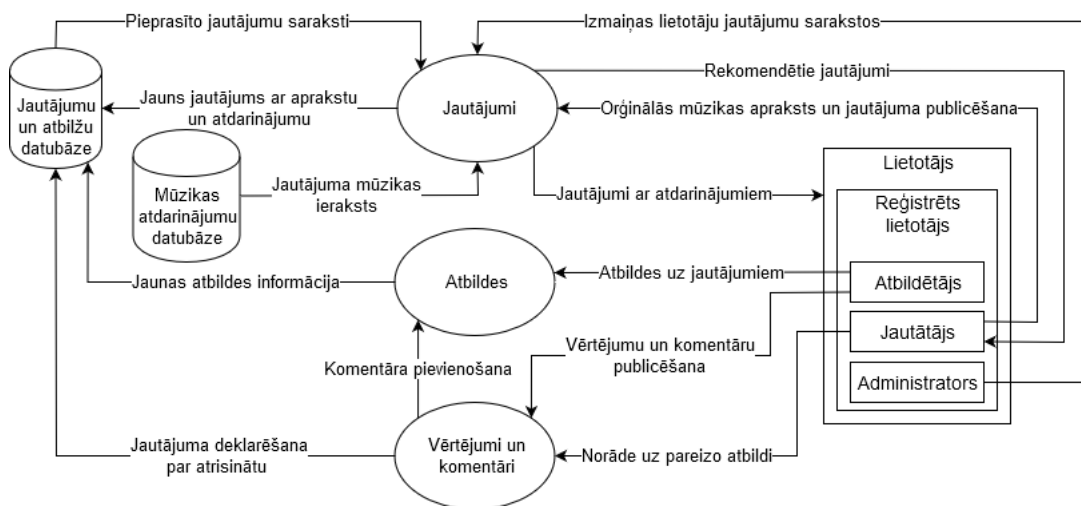 Pieprasīto jautājumu saraksti
Izmaiņas lietotāju jautājumu sarakstos
Rekomendētie jautājumi
Jautājumu
un atbilžu
datubāze
Jauns jautājums ar aprakstu
un atdarinājumu
Jautājumi
Orģinālās mūzikas apraksts un jautājuma publicēšana
Lietotājs
Mūzikas
atdarinājumu
datubāze
Jautājuma mūzikas
ieraksts
Jautājumi ar atdarinājumiem
Reģistrēts
lietotājs
Jaunas atbildes informācija
Atbildes
Atbildes uz jautājumiem
Atbildētājs
Vērtējumu un komentāru
publicēšana
Jautātājs
Komentāra pievienošana
Administrators
Jautājuma deklarēšana
par atrisinātu
Vērtējumi un
komentāri
Norāde uz pareizo atbildi